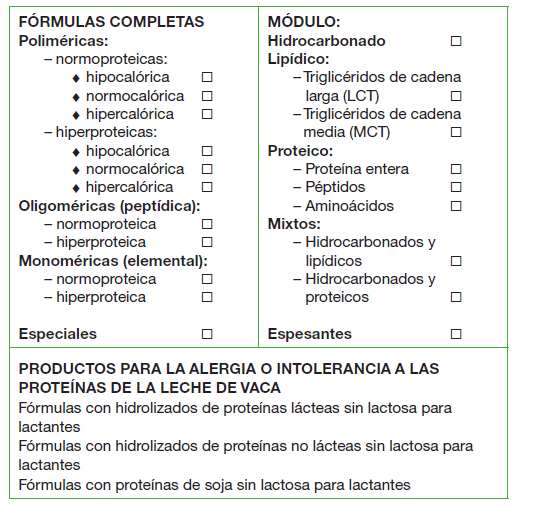 FÓRMULAS COMPLETAS
Poliméricas:
– normoproteicas:
♦ hipocalórica ☐
♦ normocalórica ☐
♦ hipercalórica ☐
– hiperproteicas:
♦ hipocalórica ☐
♦ normocalórica ☐
♦ hipercalórica ☐
Oligoméricas (peptídica):
– normoproteica ☐
– hiperproteica ☐
Monoméricas (elemental):
– normoproteica ☐
– hiperproteica ☐
Especiales ☐
MÓDULO:
Hidrocarbonado ☐
Lipídico:
– Triglicéridos de cadena
larga (LCT) ☐
– Triglicéridos de cadena
media (MCT) ☐
Proteico:
– Proteína entera ☐
– Péptidos ☐
– Aminoácidos ☐
Mixtos:
– Hidrocarbonados y
lipídicos ☐
– Hidrocarbonados y
proteicos ☐
Espesantes ☐
PRODUCTOS PARA LA ALERGIA O INTOLERANCIA A LAS
PROTEÍNAS DE LA LECHE DE VACA
Fórmulas con hidrolizados de proteínas lácteas sin lactosa para
lactantes
Fórmulas con hidrolizados de proteínas no lácteas sin lactosa para
lactantes
Fórmulas con proteínas de soja sin lactosa para lactantes